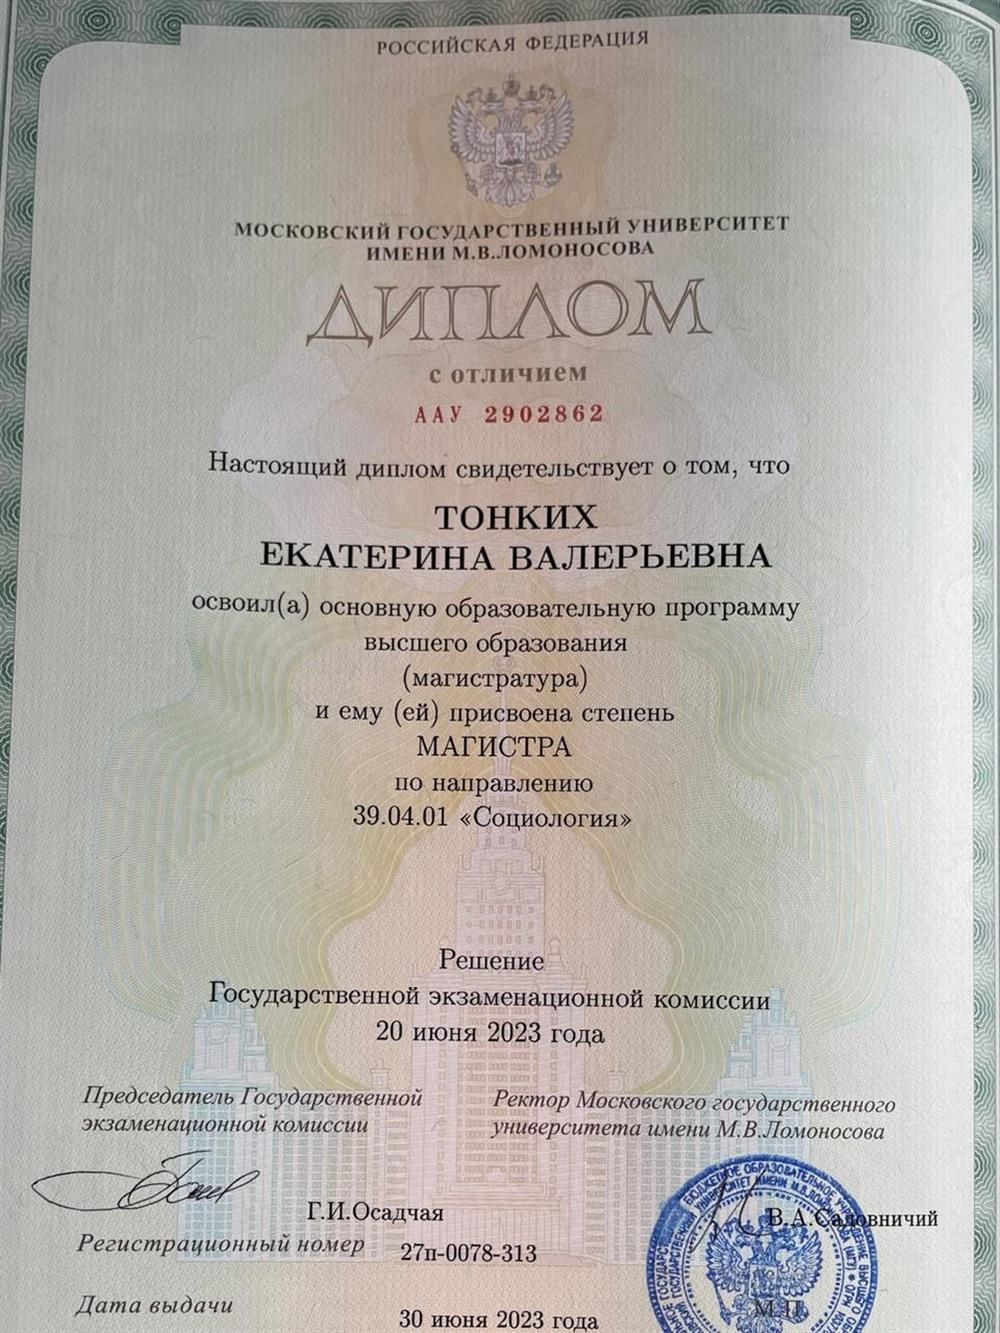 РОССИЙСКАЯ ФЕДЕРАЦИЯ
МОСКОВСКИЙ ГОСУДАРСТВЕННЫЙ УНИВЕРСИТЕТ
ИМЕНИ М.В.ЛОМОНОСОВА
ДИПЛОМ
с отличием
ААУ 2902862
Настоящий диплом свидетельствует о том, что
ТОНКИХ
ЕКАТЕРИНА ВАЛЕРЬЕВНА
освоил(а) основную образовательную программу
высшего образования
(магистратура)
и ему (ей) присвоена степень
МАГИСТРА
по направлению
39.04.01 «Социология»
Решение
Государственной экзаменационной комиссии
20 июня 2023 года
Председатель Государственной
экзаменационной комиссии
Ректор Московского государственного
университета имени М.В.Ломоносова
Г.И.Осадчая
В.А.Садовничий
Регистрационный номер 27п-0078-313
М.П.
Дата выдачи 30 июня 2023 года